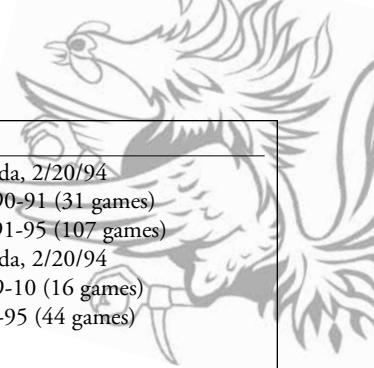 da, 2/20/94
90-91 (31 games)
91-95 (107 games)
da, 2/20/94
9-10 (16 games)
-95 (44 games)